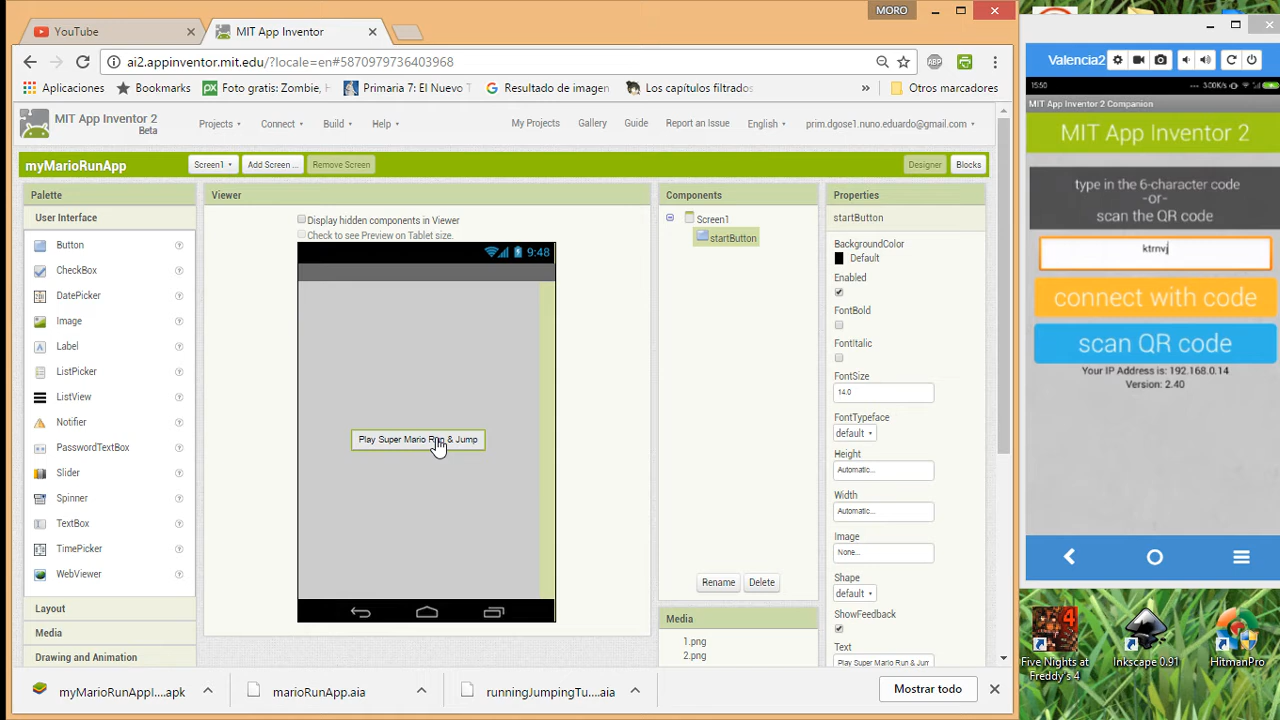 MORO
YouTube
MIT App Inventor
ai2.appinventor.mit.edu/?locale=en#5870979736403968
ABP
Aplicaciones
Bookmarks
Foto gratis: Zombie,
Primaria 7: El Nuevo T
Resultado de imagen
Los capítulos filtrados
»
Otros marcadores
MIT App Inventor 2
Beta
Projects
Connect
Build
Help
My Projects
Gallery
Guide
Report an Issue
English
prim.dgose1.nuno.eduardo@gmail.com
myMarioRunApp
Screen1
Add Screen ...
Remove Screen
Designer
Blocks
Palette
User Interface
Button
CheckBox
DatePicker
Image
Label
ListPicker
ListView
Notifier
PasswordTextBox
Slider
Spinner
TextBox
TimePicker
WebViewer
Layout
Media
Drawing and Animation
Viewer
Display hidden components in Viewer
Check to see Preview on Tablet size.
9:48
Play Super Mario Run & Jump
Components
Screen1
startButton
Rename
Delete
Media
1.png
2.png
Properties
startButton
BackgroundColor
Default
Enabled
FontBold
FontItalic
FontSize
14.0
FontTypeface
default
Height
Automatic...
Width
Automatic...
Image
None...
Shape
default
ShowFeedback
Text
Play Super Mario Run & Jum
myMarioRunAppI....apk
marioRunApp.aia
runningJumpingTu....aia
Mostrar todo
Valencia2
15:50
... 3.00K/s
MIT App Inventor 2 Companion
MIT App Inventor 2
type in the 6-character code
-or-
scan the QR code
ktrnvj
connect with code
scan QR code
Your IP Address is: 192.168.0.14
Version: 2.40
4
Five Nights at
Freddy's 4
Inkscape 0.91
HitmanPro